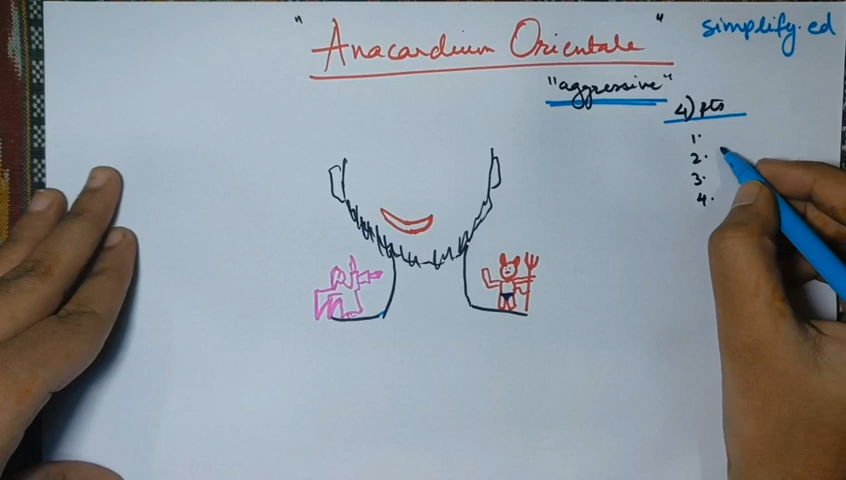 " Anacardium Orientale "
simplify.ed
"aggressive"
4) pts
1.
2.
3.
4.